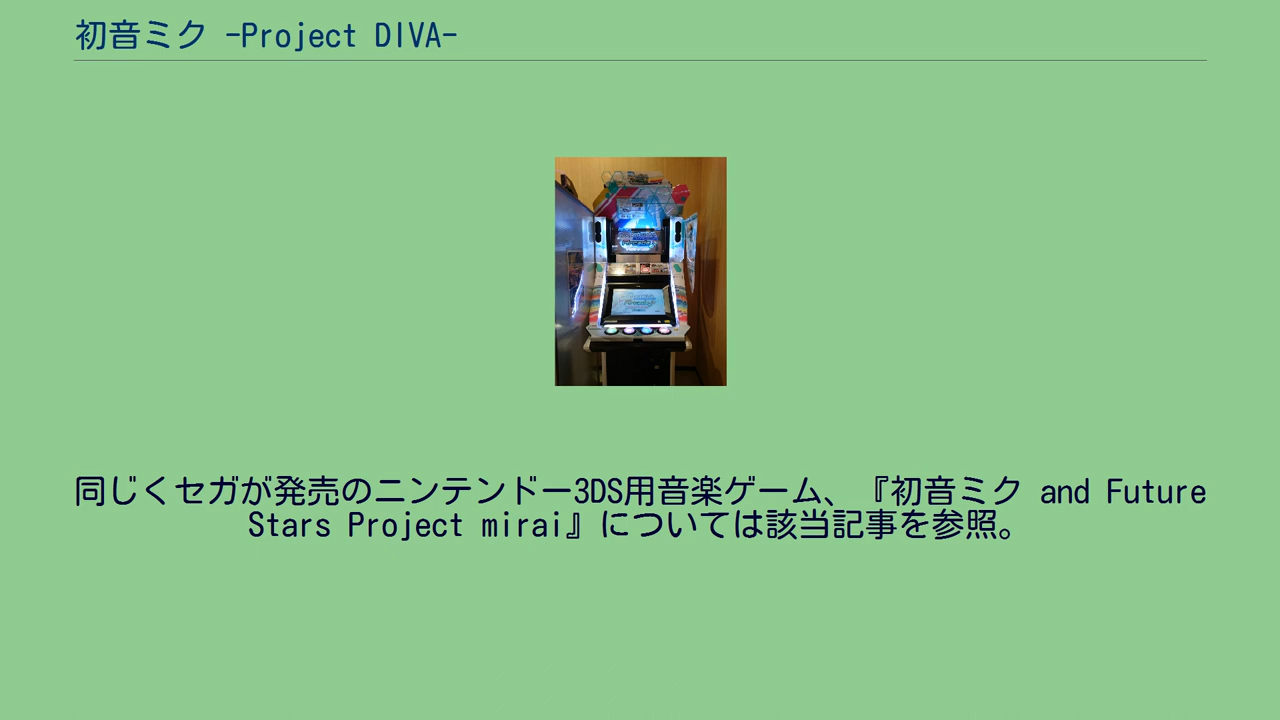 初音ミク -Project DIVA-
同じくセガが発売のニンテンドー3DS用音楽ゲーム、『初音ミク and Future
Stars Project mirai』については該当記事を参照。